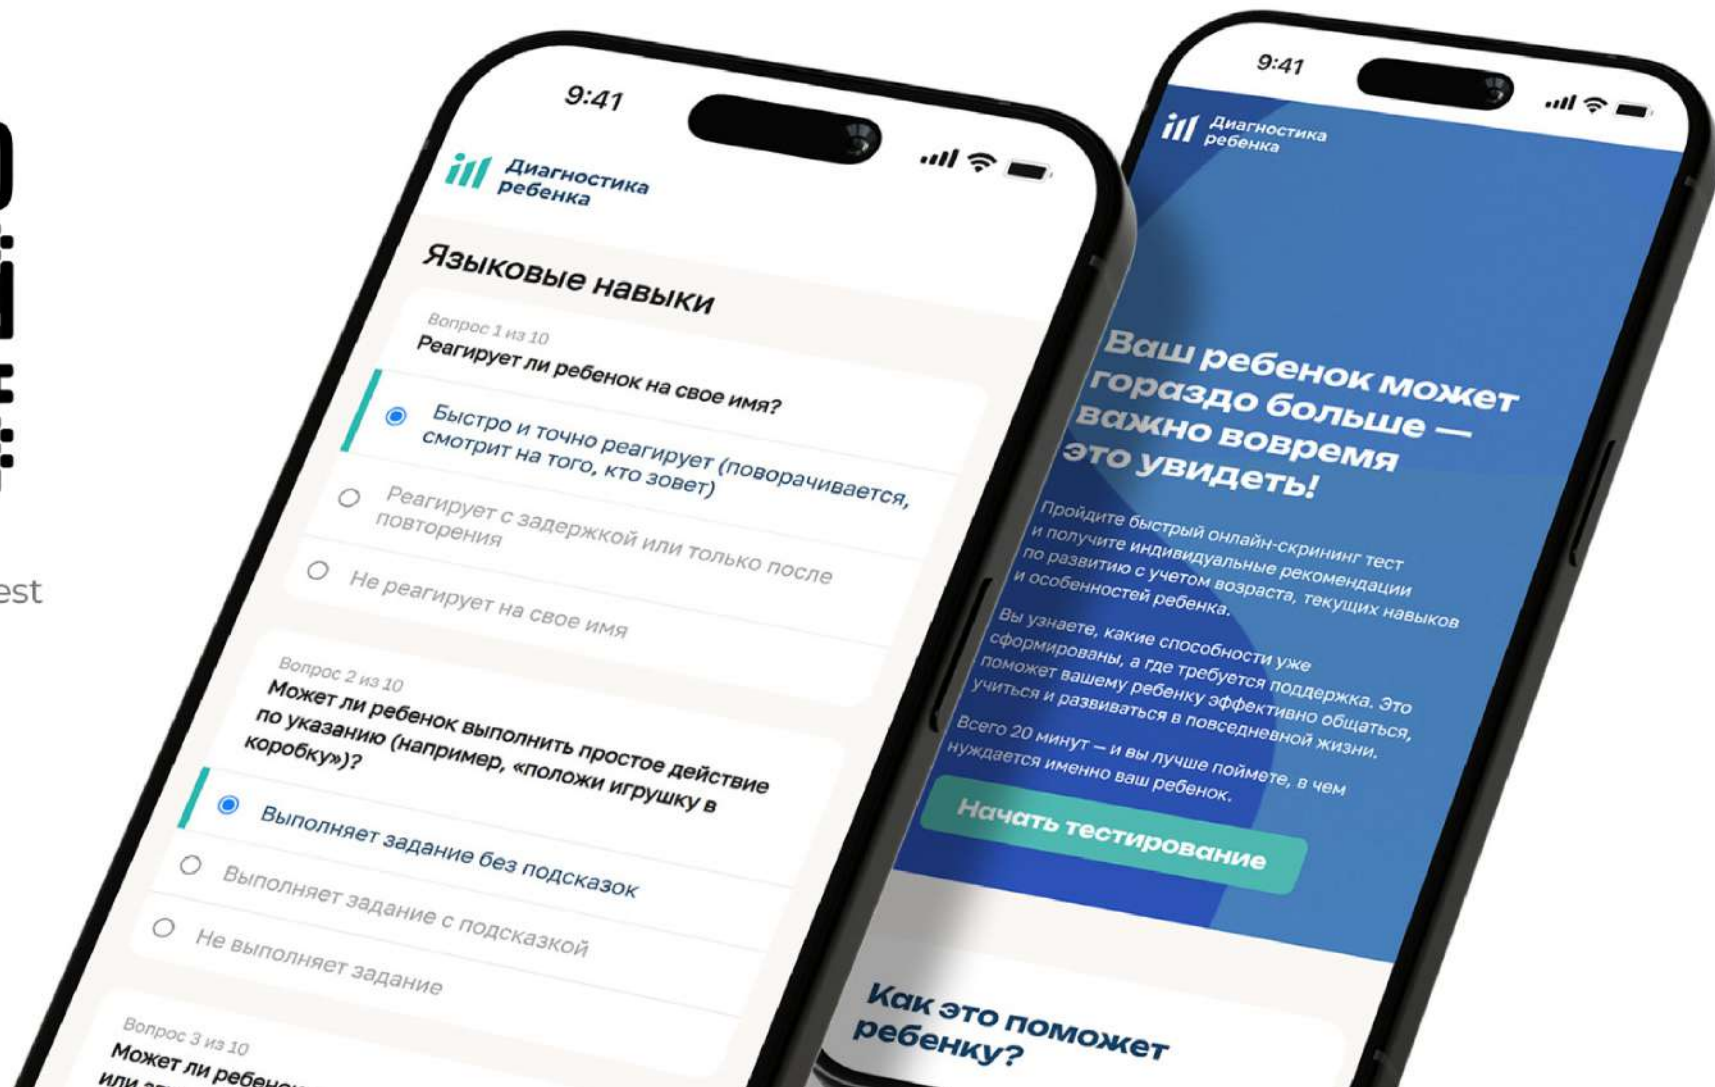 est
9:41
Диагностика
ребенка
Языковые навыки
Вопрос 1 из 10
Реагирует ли ребенок на свое имя?
Быстро и точно реагирует (поворачивается,
смотрит на того, кто зовет)
Реагирует с задержкой или только после
повторения
Не реагирует на свое имя
Вопрос 2 из 10
Может ли ребенок выполнить простое действие
по указанию (например, «положи игрушку в
коробку»)?
Выполняет задание без подсказок
Выполняет задание с подсказкой
Не выполняет задание
Вопрос 3 из 10
Может ли ребенок
или
9:41
Диагностика
ребенка
Ваш ребенок может
гораздо больше —
важно вовремя
это увидеть!
Пройдите быстрый онлайн-скрининг тест
и получите индивидуальные рекомендации
по развитию с учетом возраста, текущих навыков
и особенностей ребенка.
Вы узнаете, какие способности уже
сформированы, а где требуется поддержка. Это
поможет вашему ребенку эффективно общаться,
учиться и развиваться в повседневной жизни.
Всего 20 минут — и вы лучше поймете, в чем
нуждается именно ваш ребенок.
Начать тестирование
Как это поможет
ребенку?